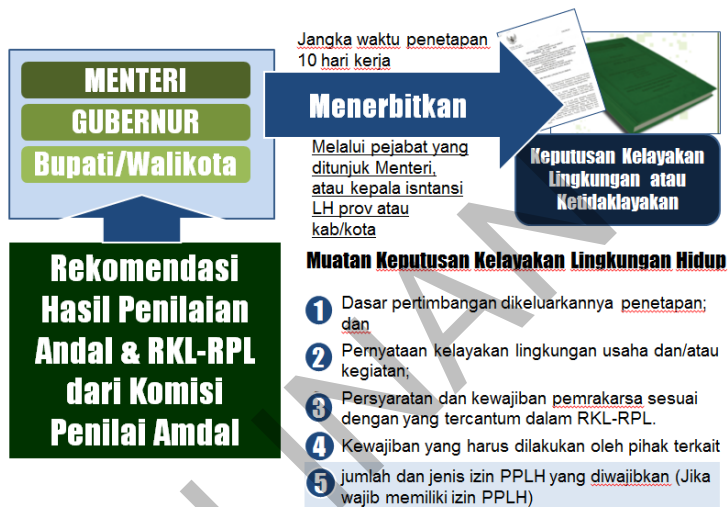 Jangka waktu penetapan
10 hari kerja
MENTERI
GUBERNUR
Bupati/Walikota
Menerbitkan
Melalui pejabat yang
ditunjuk Menteri,
atau kepala isntansi
LH prov atau
kab/kota
Keputusan Kelayakan
Lingkungan atau
Ketidaklayakan
Rekomendasi
Hasil Penilaian
Andal & RKL-RPL
dari Komisi
Penilai Amdal
Muatan Keputusan Kelayakan Lingkungan Hidup
1 Dasar pertimbangan dikeluarkannya penetapan;
dan
2 Pernyataan kelayakan lingkungan usaha dan/atau
kegiatan;
3 Persyaratan dan kewajiban pemrakarsa sesuai
dengan yang tercantum dalam RKL-RPL.
4 Kewajiban yang harus dilakukan oleh pihak terkait
5 jumlah dan jenis izin PPLH yang diwajibkan (Jika
wajib memiliki izin PPLH)